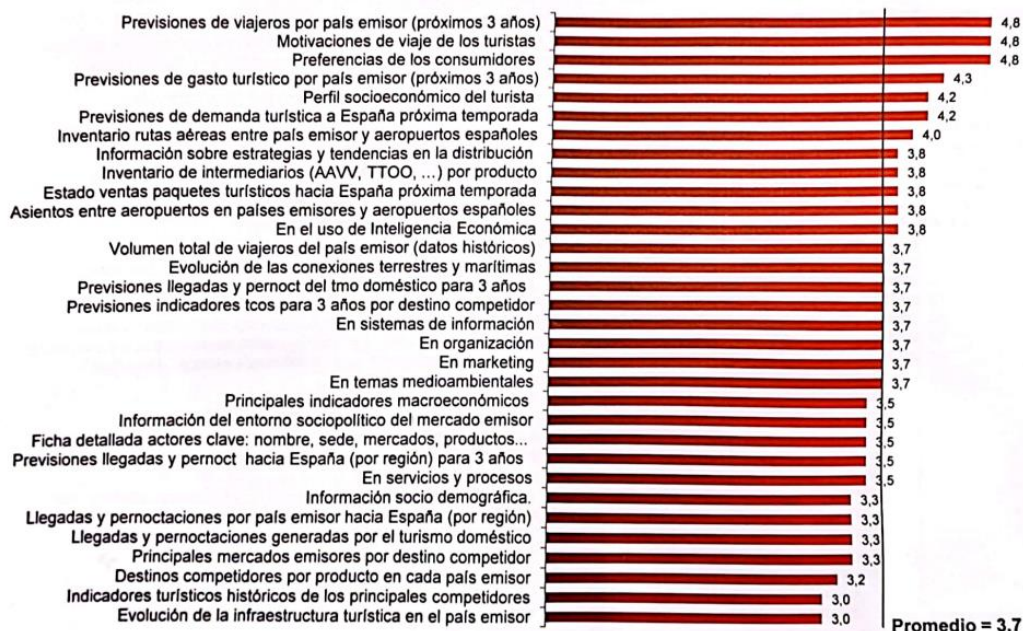 Previsiones de viajeros por país emisor (próximos 3 años) 4,8
Motivaciones de viaje de los turistas 4,8
Preferencias de los consumidores 4,8
Previsiones de gasto turístico por país emisor (próximos 3 años) 4,3
Perfil socioeconómico del turista 4,2
Previsiones de demanda turística a España próxima temporada 4,2
Inventario rutas aéreas entre país emisor y aeropuertos españoles 4,0
Información sobre estrategias y tendencias en la distribución 3,8
Inventario de intermediarios (AAVV, TTOO, ...) por producto 3,8
Estado ventas paquetes turísticos hacia España próxima temporada 3,8
Asientos entre aeropuertos en países emisores y aeropuertos españoles 3,8
En el uso de Inteligencia Económica 3,8
Volumen total de viajeros del país emisor (datos históricos) 3,7
Evolución de las conexiones terrestres y marítimas 3,7
Previsiones llegadas y pernoct del tmo doméstico para 3 años 3,7
Previsiones indicadores tcos para 3 años por destino competidor 3,7
En sistemas de información 3,7
En organización 3,7
En marketing 3,7
En temas medioambientales 3,7
Principales indicadores macroeconómicos 3,5
Información del entorno sociopolítico del mercado emisor 3,5
Ficha detallada actores clave: nombre, sede, mercados, productos... 3,5
Previsiones llegadas y pernoct hacia España (por región) para 3 años 3,5
En servicios y procesos 3,5
Información socio demográfica. 3,3
Llegadas y pernoctaciones por país emisor hacia España (por región) 3,3
Llegadas y pernoctaciones generadas por el turismo doméstico 3,3
Principales mercados emisores por destino competidor 3,3
Destinos competidores por producto en cada país emisor 3,2
Indicadores turísticos históricos de los principales competidores 3,0
Evolución de la infraestructura turística en el país emisor 3,0
Promedio = 3,7